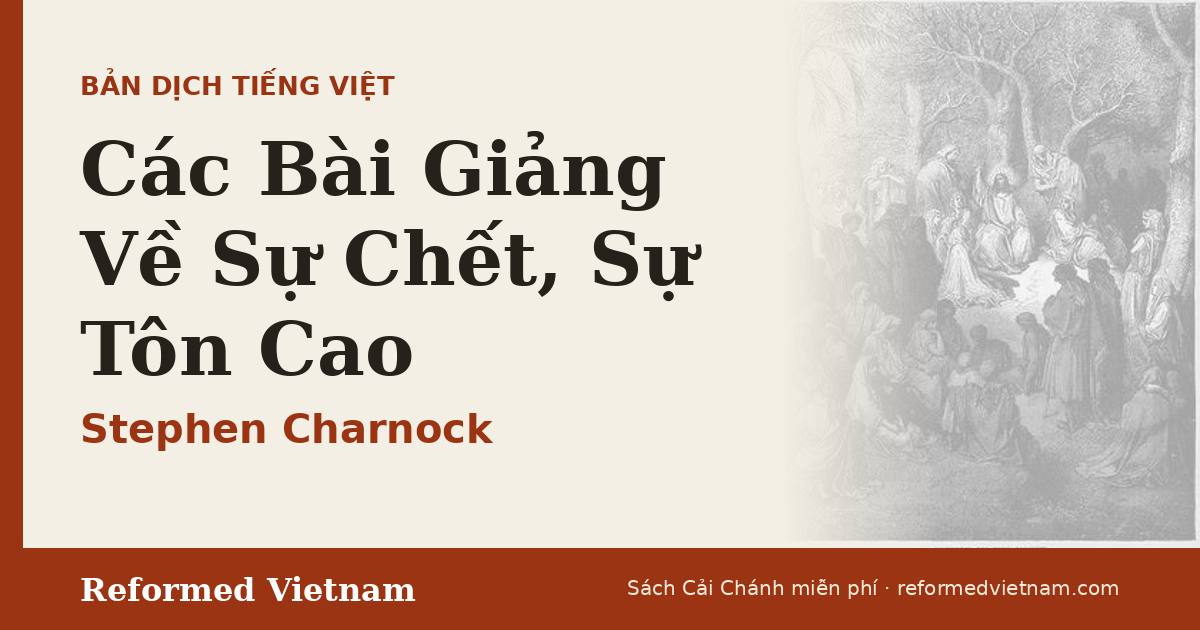 BẢN DỊCH TIẾNG VIỆT
Các Bài Giảng
Về Sự Chết, Sự
Tôn Cao
Stephen Charnock
Reformed Vietnam
Sách Cải Chánh miễn phí · reformedvietnam.com